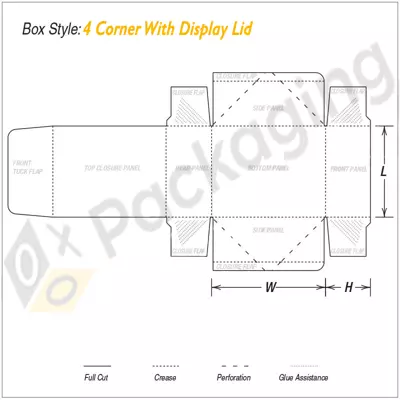 Box Style: 4 Corner With Display Lid
CLOSURE FLAP
CLOSURE FLAP
SIDE PANEL
FRONT
TUCK FLAP
TOP CLOSURE PANEL
REAR PANEL
BOTTOM PANEL
FRONT PANEL
L
SIDE PANEL
CLOSURE FLAP
CLOSURE FLAP
W
H
Packaging
Full Cut
Crease
Perforation
Glue Assistance